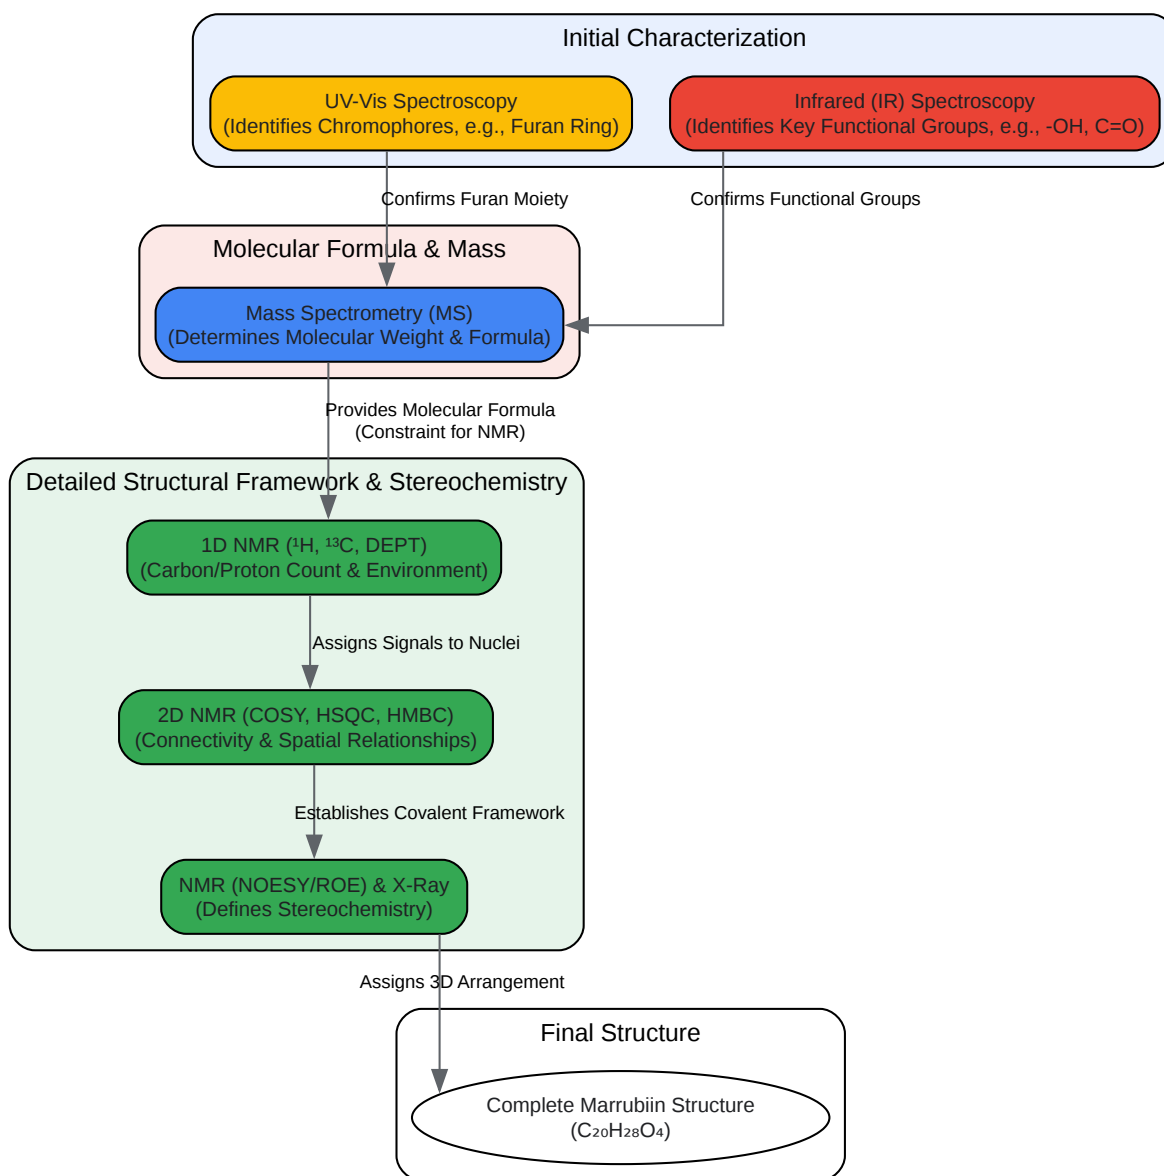 Initial Characterization
UV-Vis Spectroscopy
(Identifies Chromophores, e.g., Furan Ring)
Infrared (IR) Spectroscopy
(Identifies Key Functional Groups, e.g., -OH, C=O)
Confirms Furan Moiety
Confirms Functional Groups
Molecular Formula & Mass
Mass Spectrometry (MS)
(Determines Molecular Weight & Formula)
Provides Molecular Formula
(Constraint for NMR)
Detailed Structural Framework & Stereochemistry
1D NMR (¹H, ¹³C, DEPT)
(Carbon/Proton Count & Environment)
Assigns Signals to Nuclei
2D NMR (COSY, HSQC, HMBC)
(Connectivity & Spatial Relationships)
Establishes Covalent Framework
NMR (NOESY/ROE) & X-Ray
(Defines Stereochemistry)
Assigns 3D Arrangement
Final Structure
Complete Marrubiin Structure
(C₂₀H₂₈O₄)